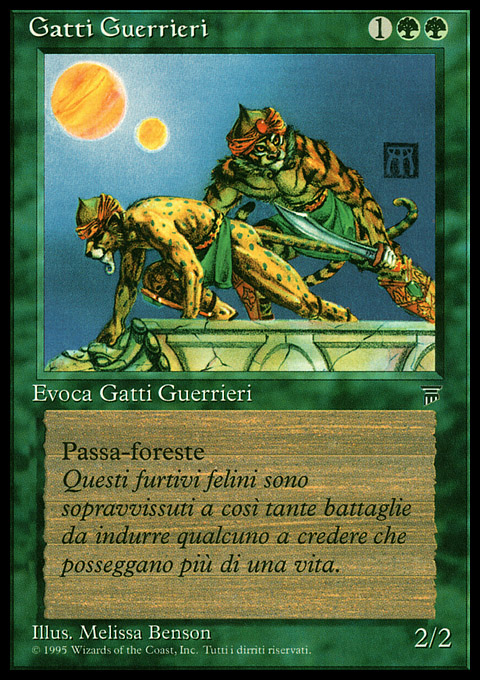 Gatti Guerrieri 1
Evoca Gatti Guerrieri
Passa-foreste
Questi furtivi felini sono
sopravvissuti a così tante battaglie
da indurre qualcuno a credere che
posseggano più di una vita.
Illus. Melissa Benson
2/2
© 1995 Wizards of the Coast, Inc. Tutti i dirriti riservati.